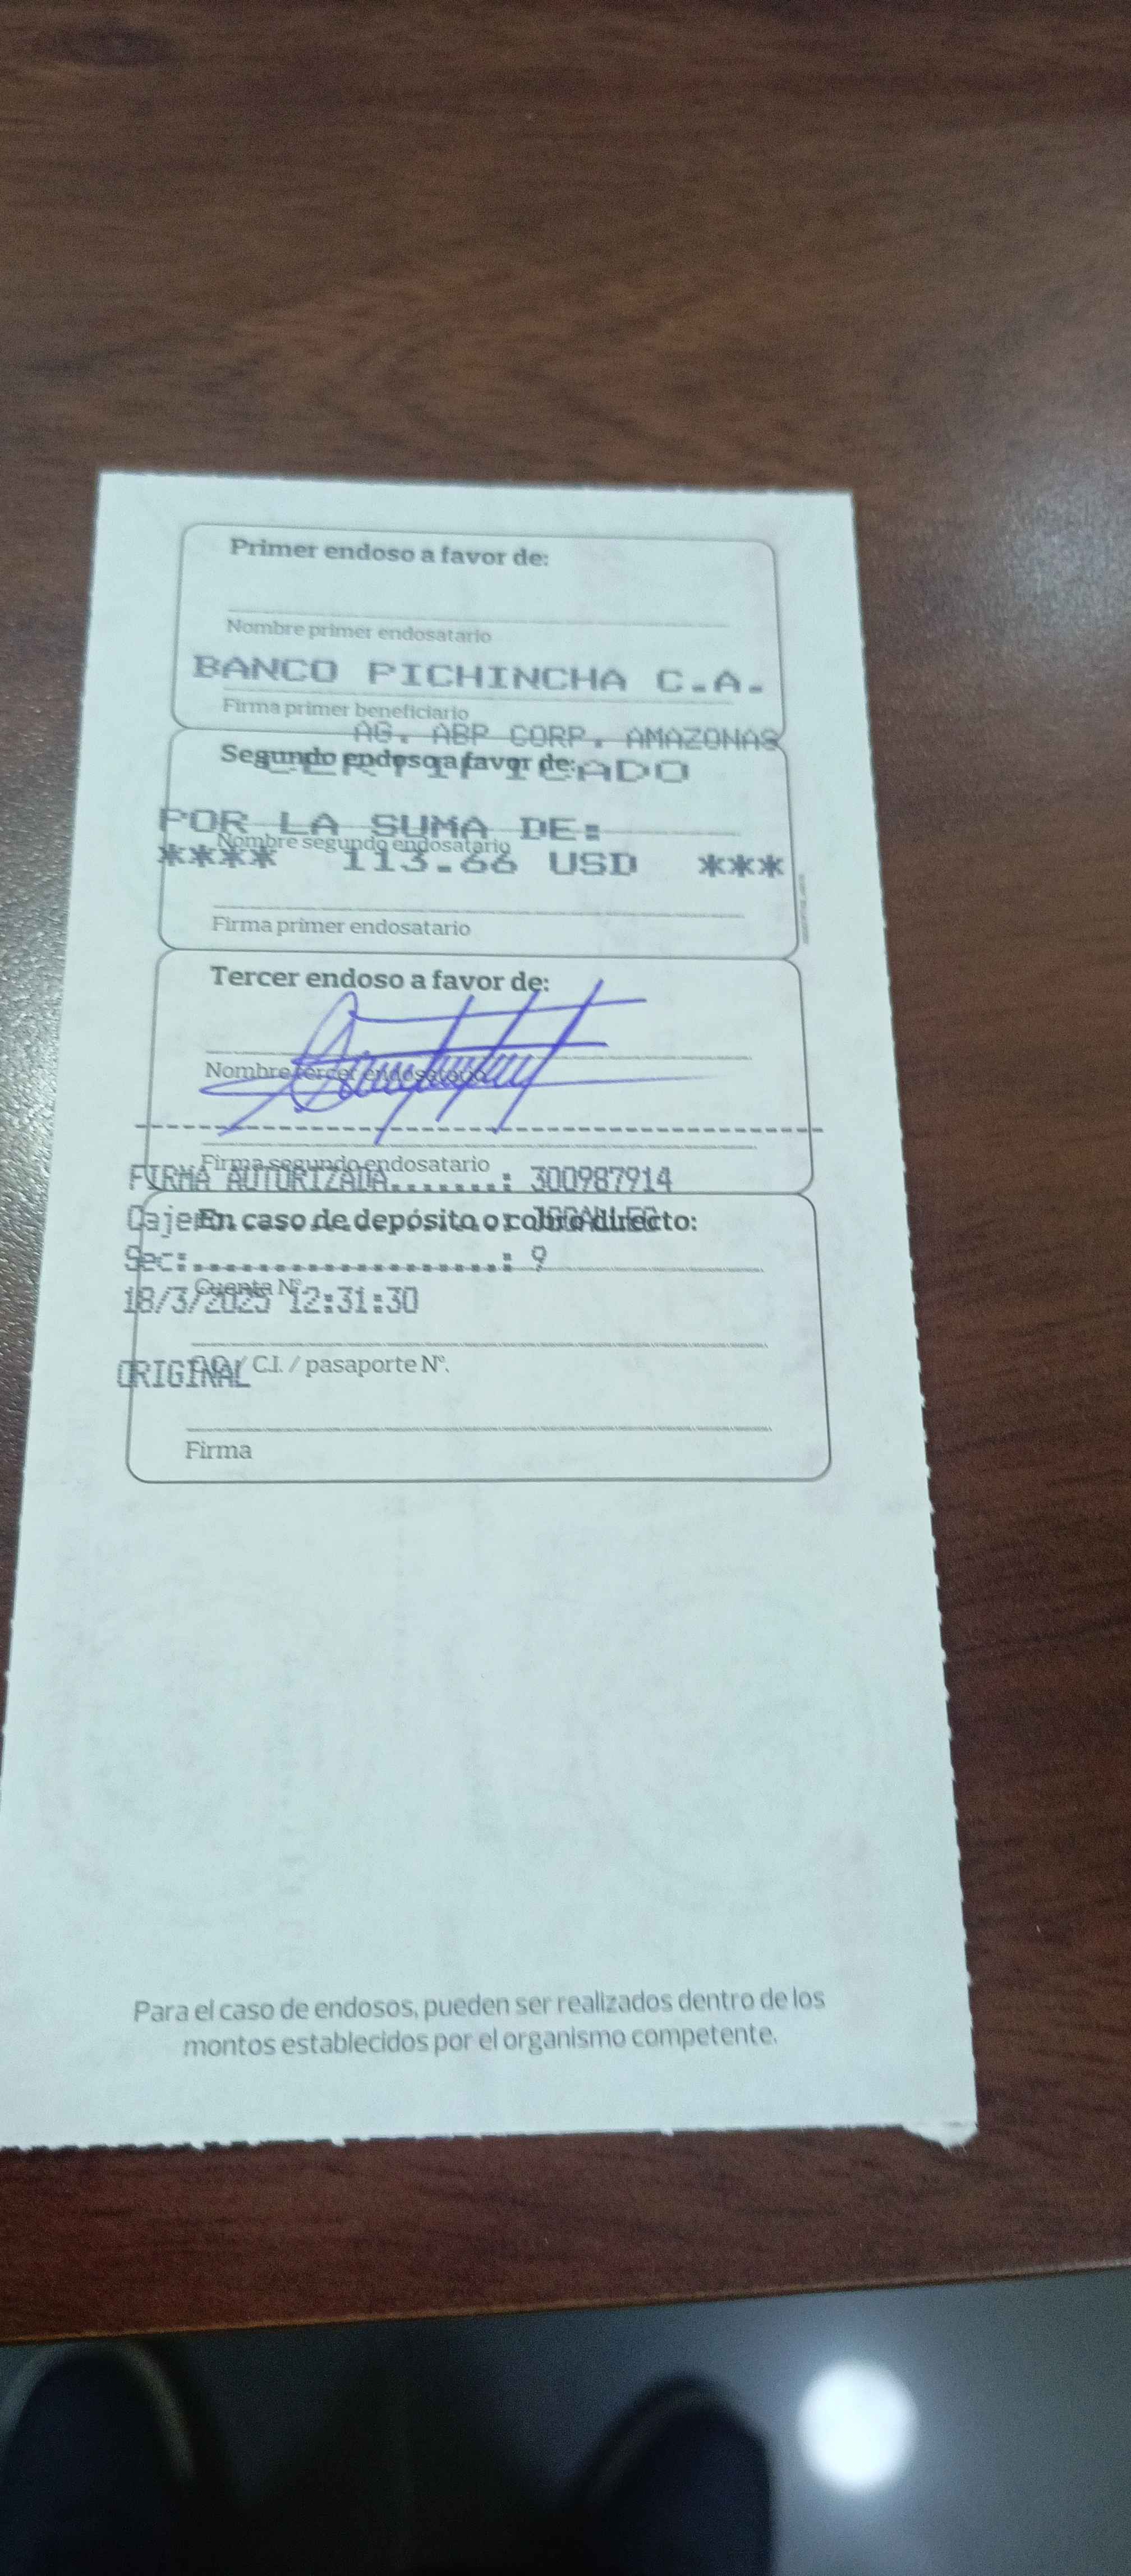 Primer endoso a favor de:
Nombre primer endosatario
BANCO PICHINCHA C.A.
Firma primer beneficiario
AG. ABP CORP. AMAZONAS
Segundo endoso a favor de:
CERTIFICADO
POR LA SUMA DE:
Nombre segundo endosatario
**** 113.66 USD ***
Firma primer endosatario
Tercer endoso a favor de:
Nombre tercer endosatario
Firma segundo endosatario
FIRMA AUTORIZADA.......: 300987914
En caso de depósito o cobro directo:
Sec:...................: 9
Cuenta N°.
18/3/2025 12:31:30
C.I. / pasaporte N°.
ORIGINAL
Firma
Para el caso de endosos, pueden ser realizados dentro de los
montos establecidos por el organismo competente.